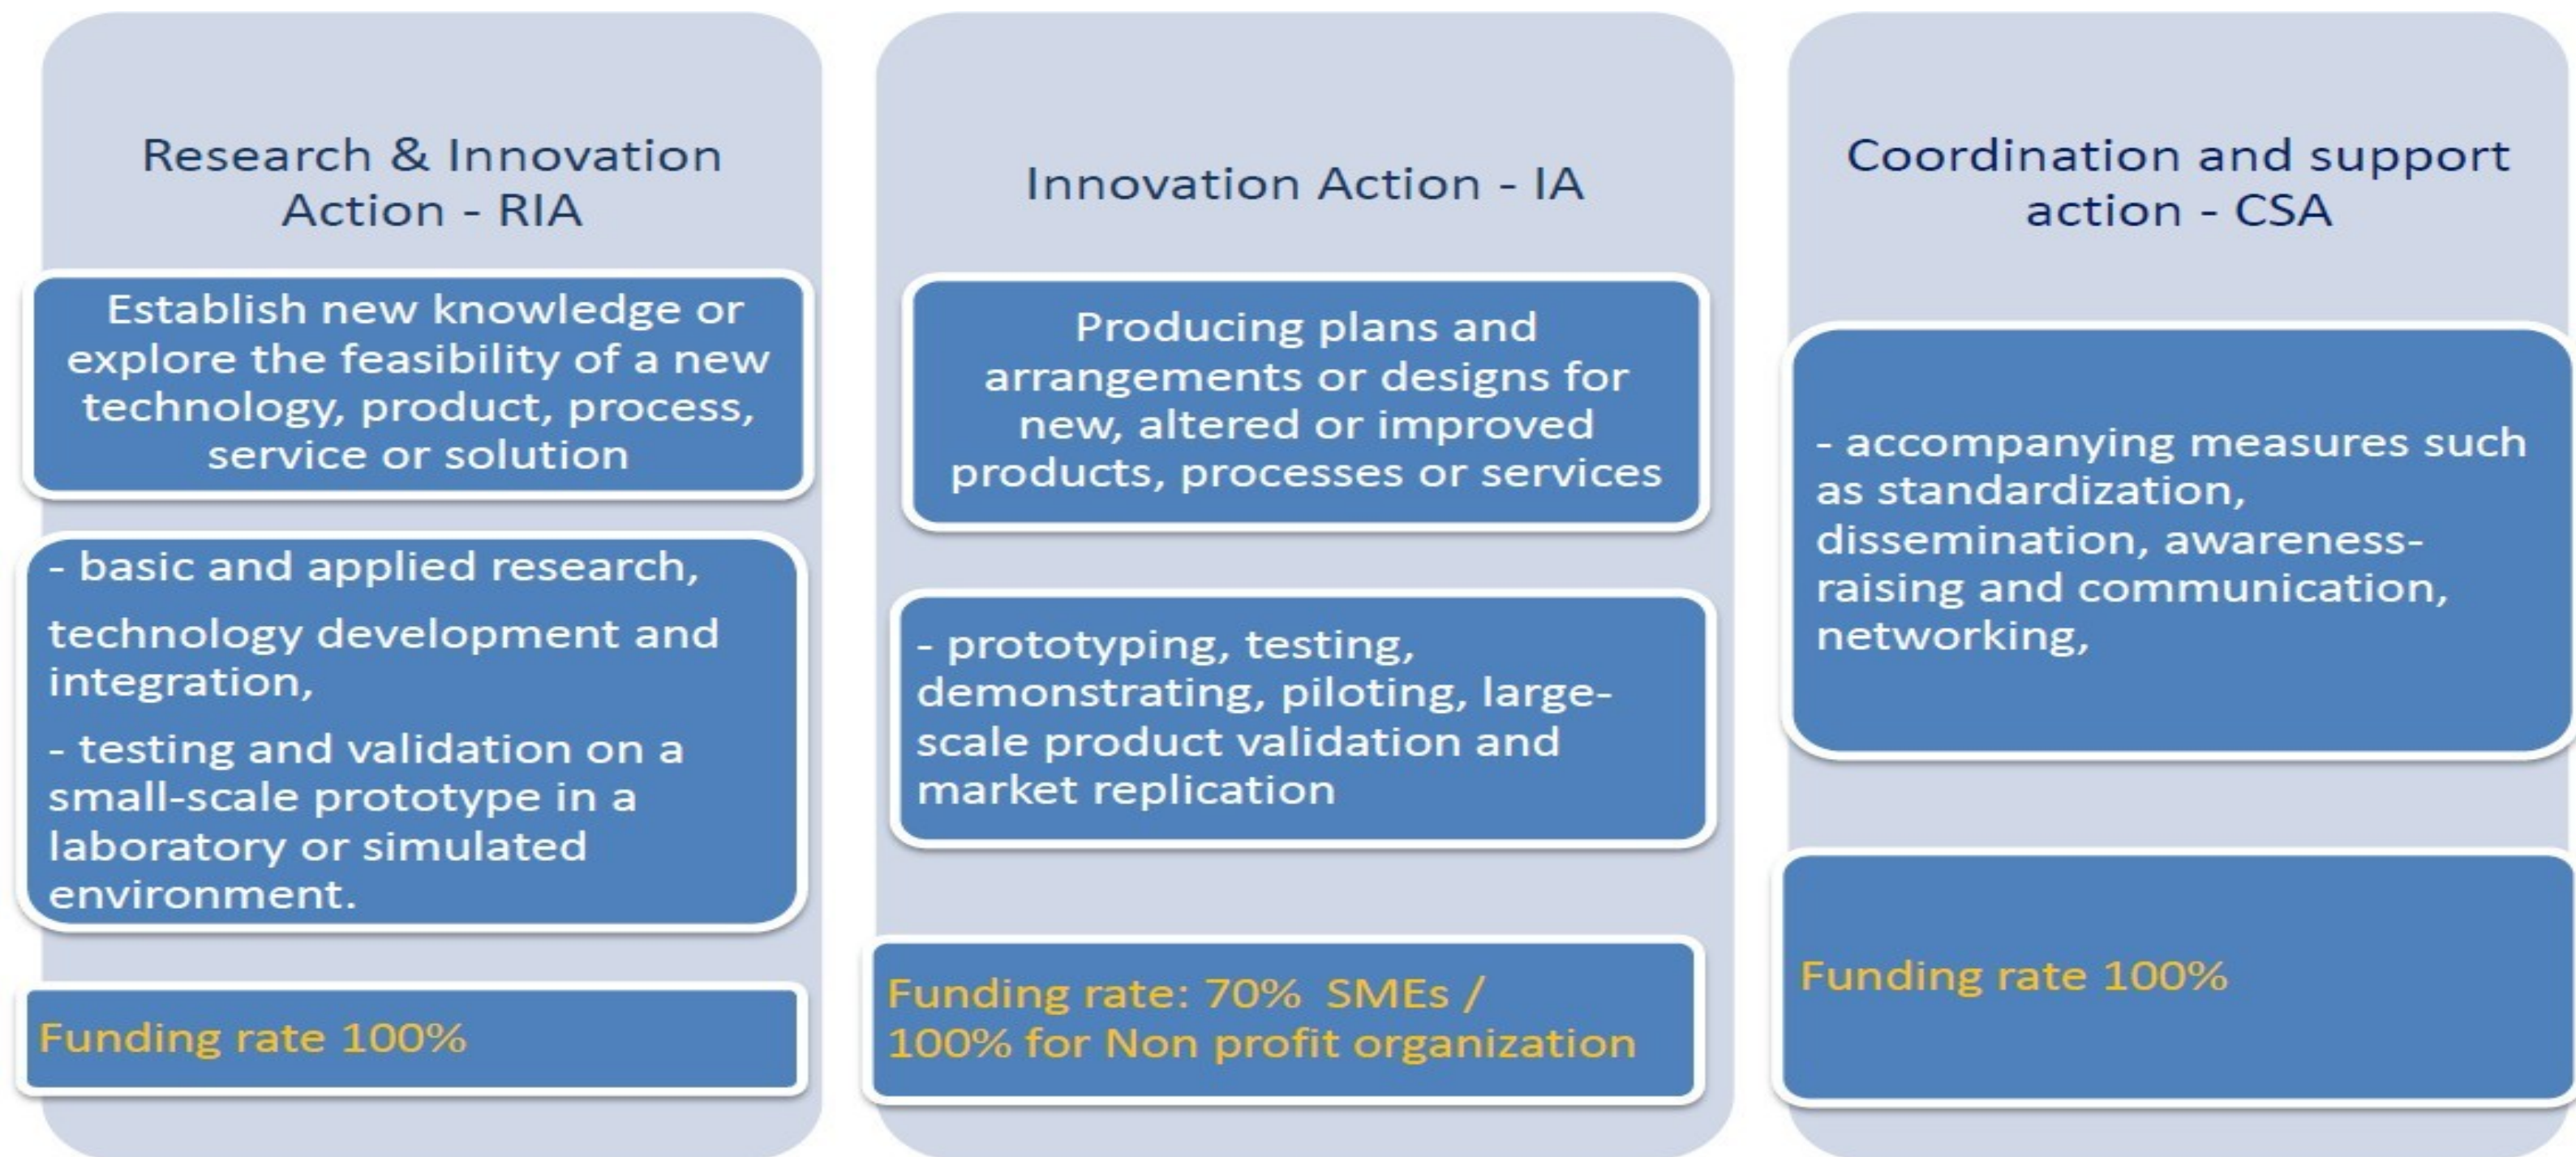 Research & Innovation
Action - RIA
Establish new knowledge or
explore the feasibility of a new
technology, product, process,
service or solution
- basic and applied research,
technology development and
integration,
- testing and validation on a
small-scale prototype in a
laboratory or simulated
environment.
Funding rate 100%
Innovation Action - IA
Producing plans and
arrangements or designs for
new, altered or improved
products, processes or services
- prototyping, testing,
demonstrating, piloting, large-
scale product validation and
market replication
Funding rate: 70%  SMEs /
100% for Non profit organization
Coordination and support
action - CSA
- accompanying measures such
as standardization,
dissemination, awareness-
raising and communication,
networking,
Funding rate 100%